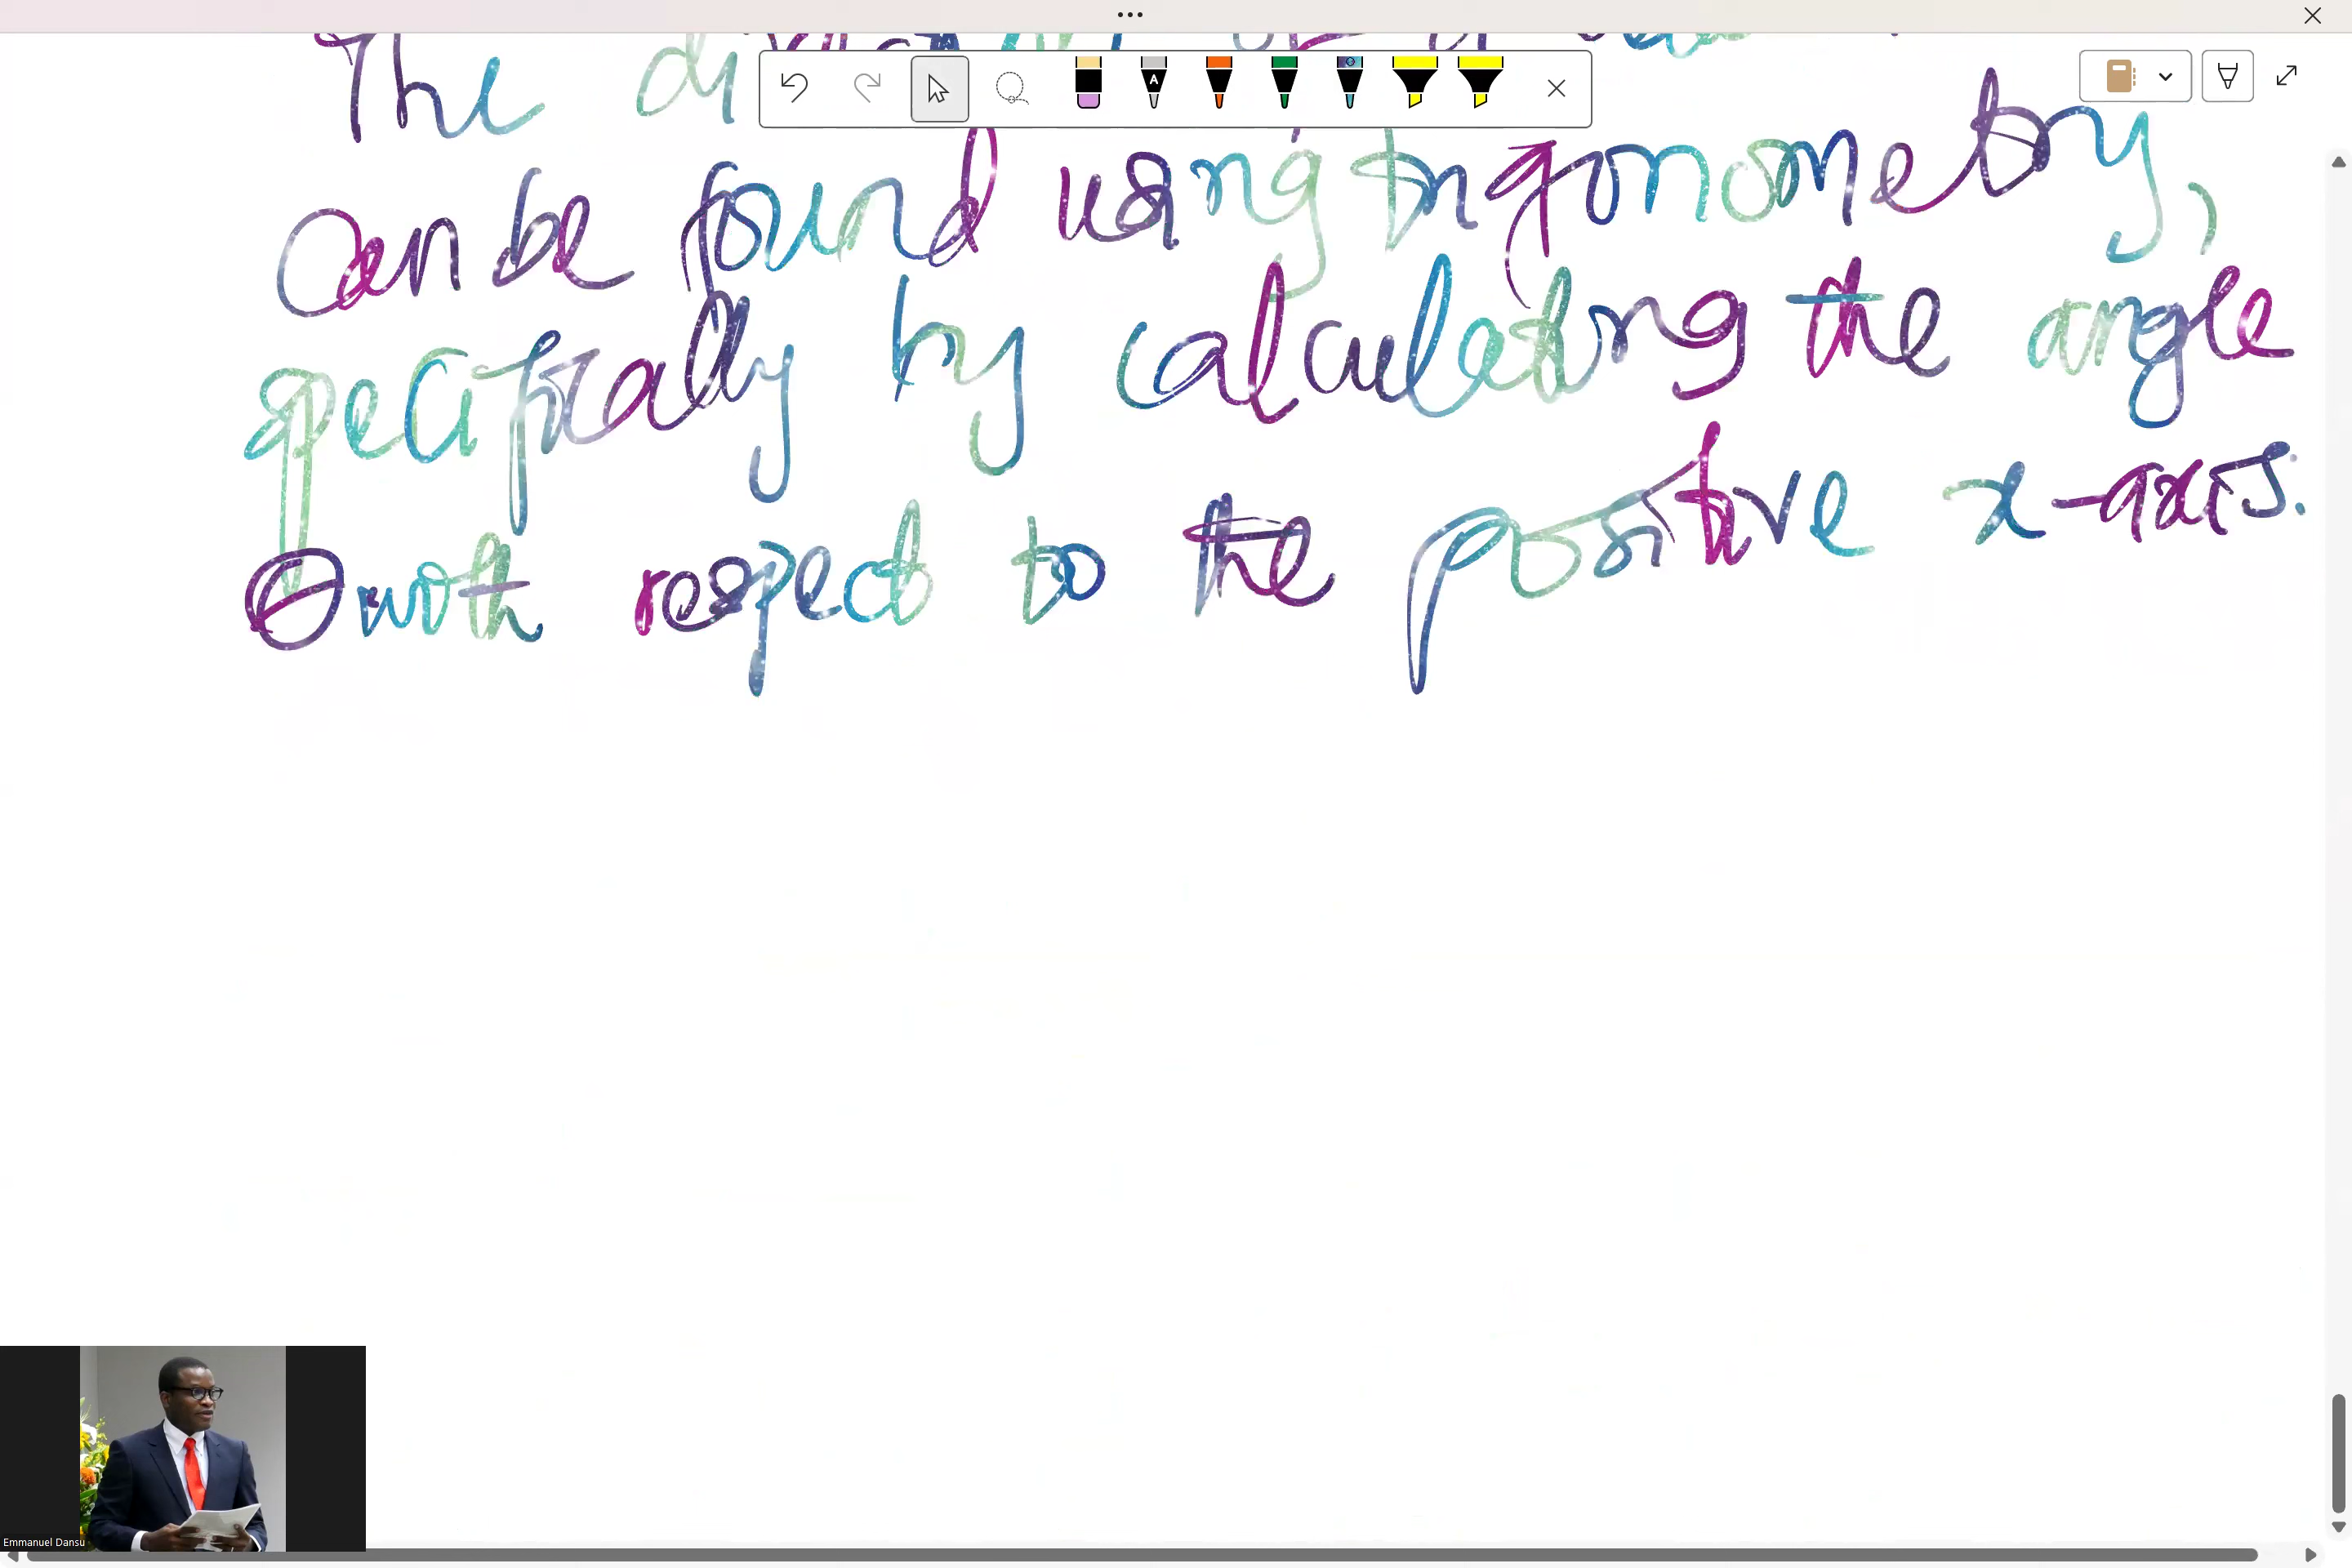 The
can be found using trigonometry,
specifically by calculating the angle
θ with respect to the positive x-axis.
A
Emmanuel Dansu